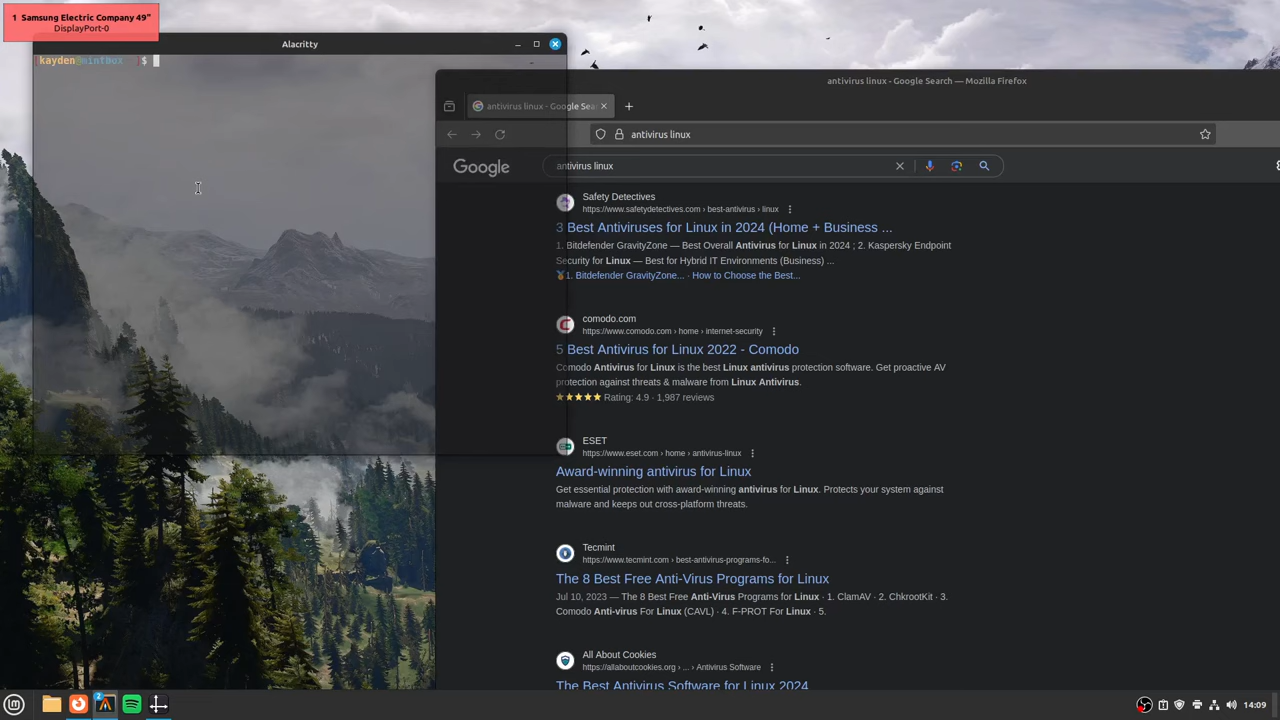 1 Samsung Electric Company 49"
DisplayPort-0
Alacritty
[kayden@mintbox ]$
antivirus linux - Google Search — Mozilla Firefox
antivirus linux - Google Sea
antivirus linux
Google
antivirus linux
Safety Detectives
https://www.safetydetectives.com › best-antivirus › linux
3 Best Antiviruses for Linux in 2024 (Home + Business ...
1. Bitdefender GravityZone — Best Overall Antivirus for Linux in 2024 ; 2. Kaspersky Endpoint
Security for Linux — Best for Hybrid IT Environments (Business) ...
1. Bitdefender GravityZone... · How to Choose the Best...
comodo.com
https://www.comodo.com › home › internet-security
5 Best Antivirus for Linux 2022 - Comodo
Comodo Antivirus for Linux is the best Linux antivirus protection software. Get proactive AV
protection against threats & malware from Linux Antivirus.
★★★★★ Rating: 4.9 · 1,987 reviews
ESET
https://www.eset.com › home › antivirus-linux
Award-winning antivirus for Linux
Get essential protection with award-winning antivirus for Linux. Protects your system against
malware and keeps out cross-platform threats.
Tecmint
https://www.tecmint.com › best-antivirus-programs-fo...
The 8 Best Free Anti-Virus Programs for Linux
Jul 10, 2023 — The 8 Best Free Anti-Virus Programs for Linux · 1. ClamAV · 2. ChkrootKit · 3.
Comodo Anti-virus For Linux (CAVL) · 4. F-PROT For Linux · 5.
All About Cookies
https://allaboutcookies.org › ... › Antivirus Software
The Best Antivirus Software for Linux 2024
2
14:09